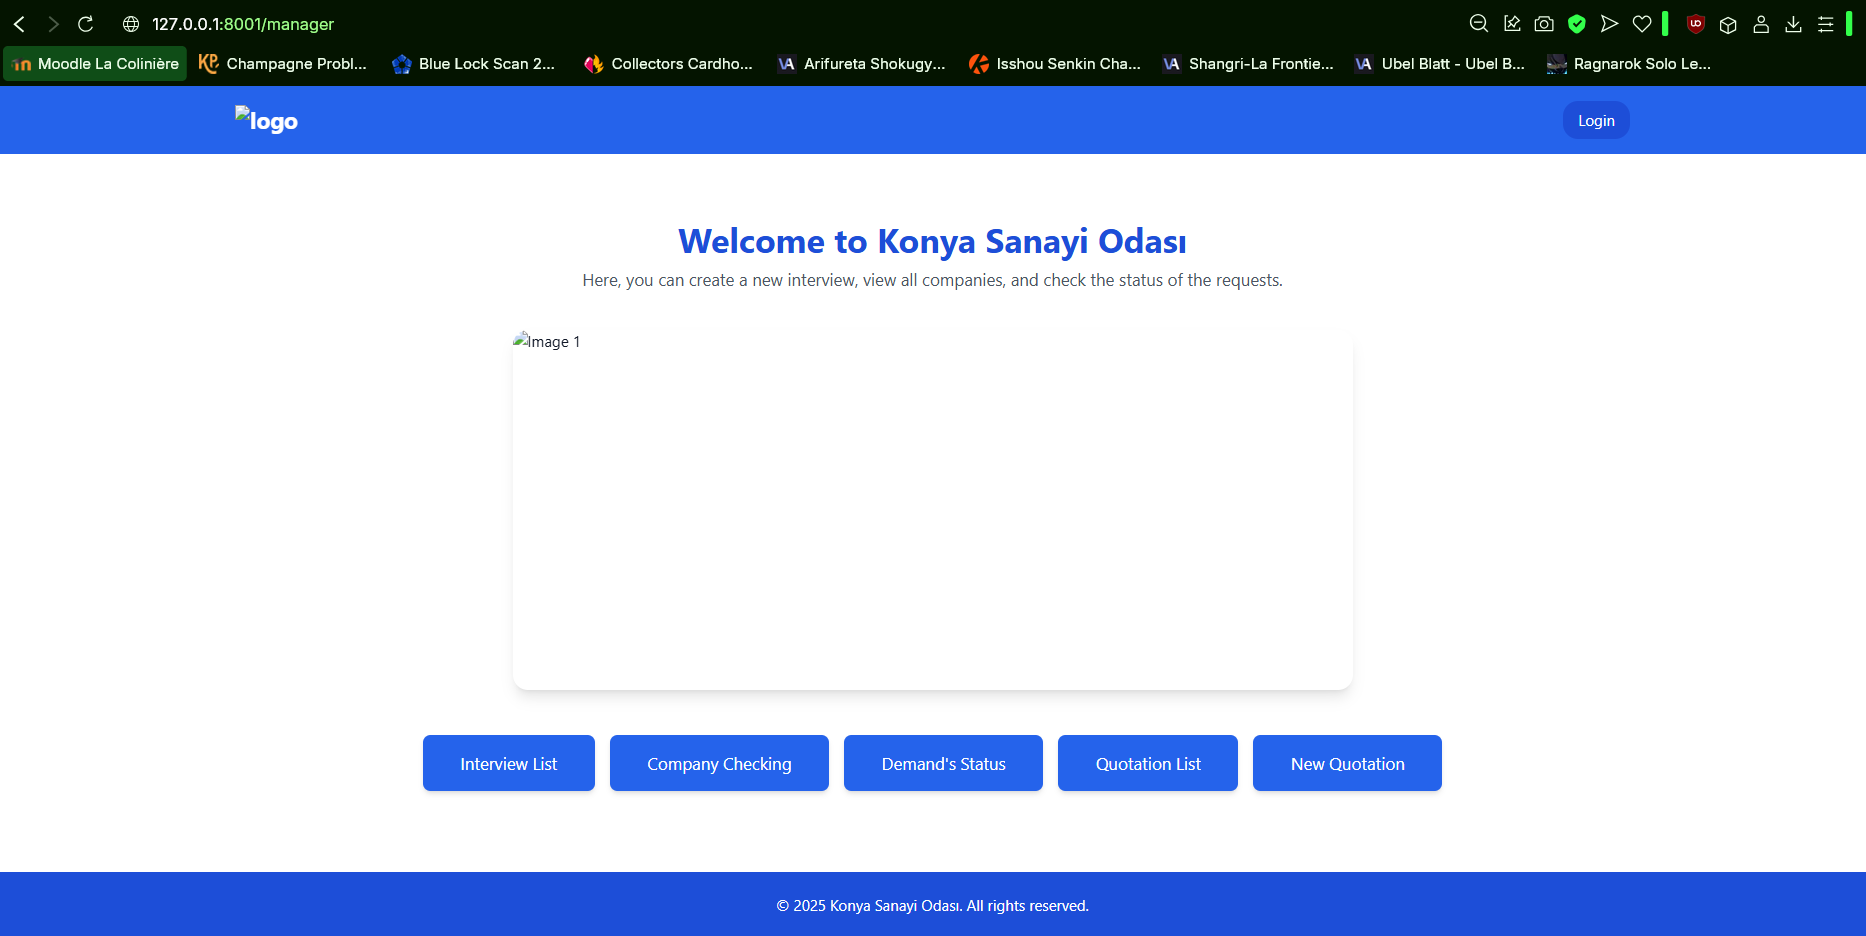 127.0.0.1:8001/manager
Moodle La Colinière
Champagne Probl...
Blue Lock Scan 2...
Collectors Cardho...
VA Arifureta Shokugy...
Isshou Senkin Cha...
VA Shangri-La Frontie...
VA Ubel Blatt - Ubel B...
Ragnarok Solo Le...
logo
Login
Welcome to Konya Sanayi Odası
Here, you can create a new interview, view all companies, and check the status of the requests.
Image 1
Interview List
Company Checking
Demand's Status
Quotation List
New Quotation
© 2025 Konya Sanayi Odası. All rights reserved.